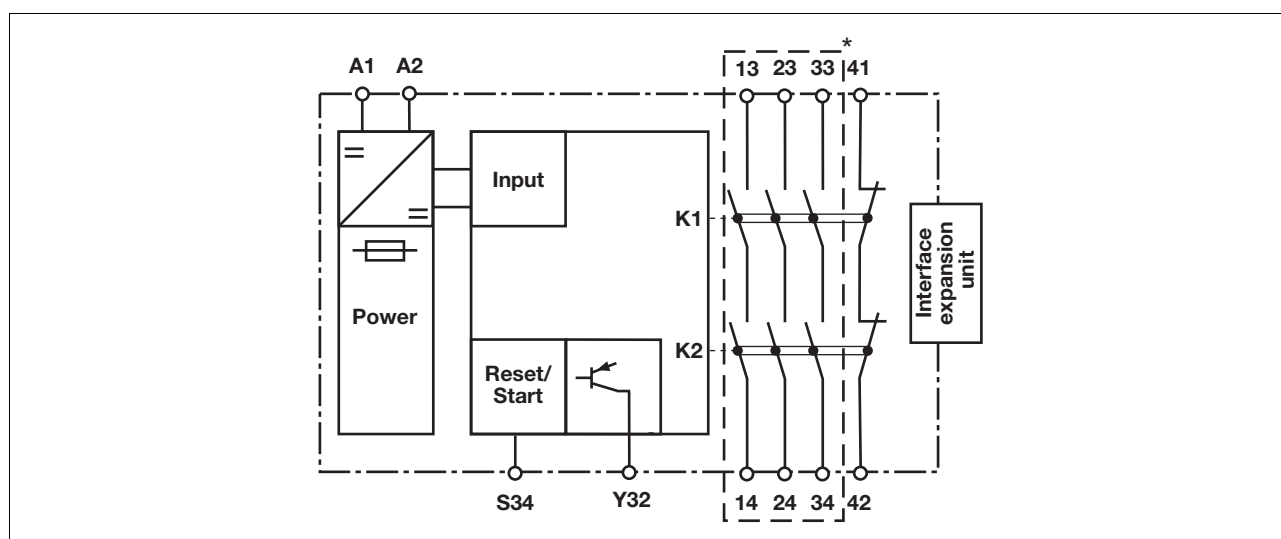 *
A1 A2 13 23 33 41
Input
K1
Interface
expansion
unit
Power
K2
Reset/
Start
S34 Y32 14 24 34 42